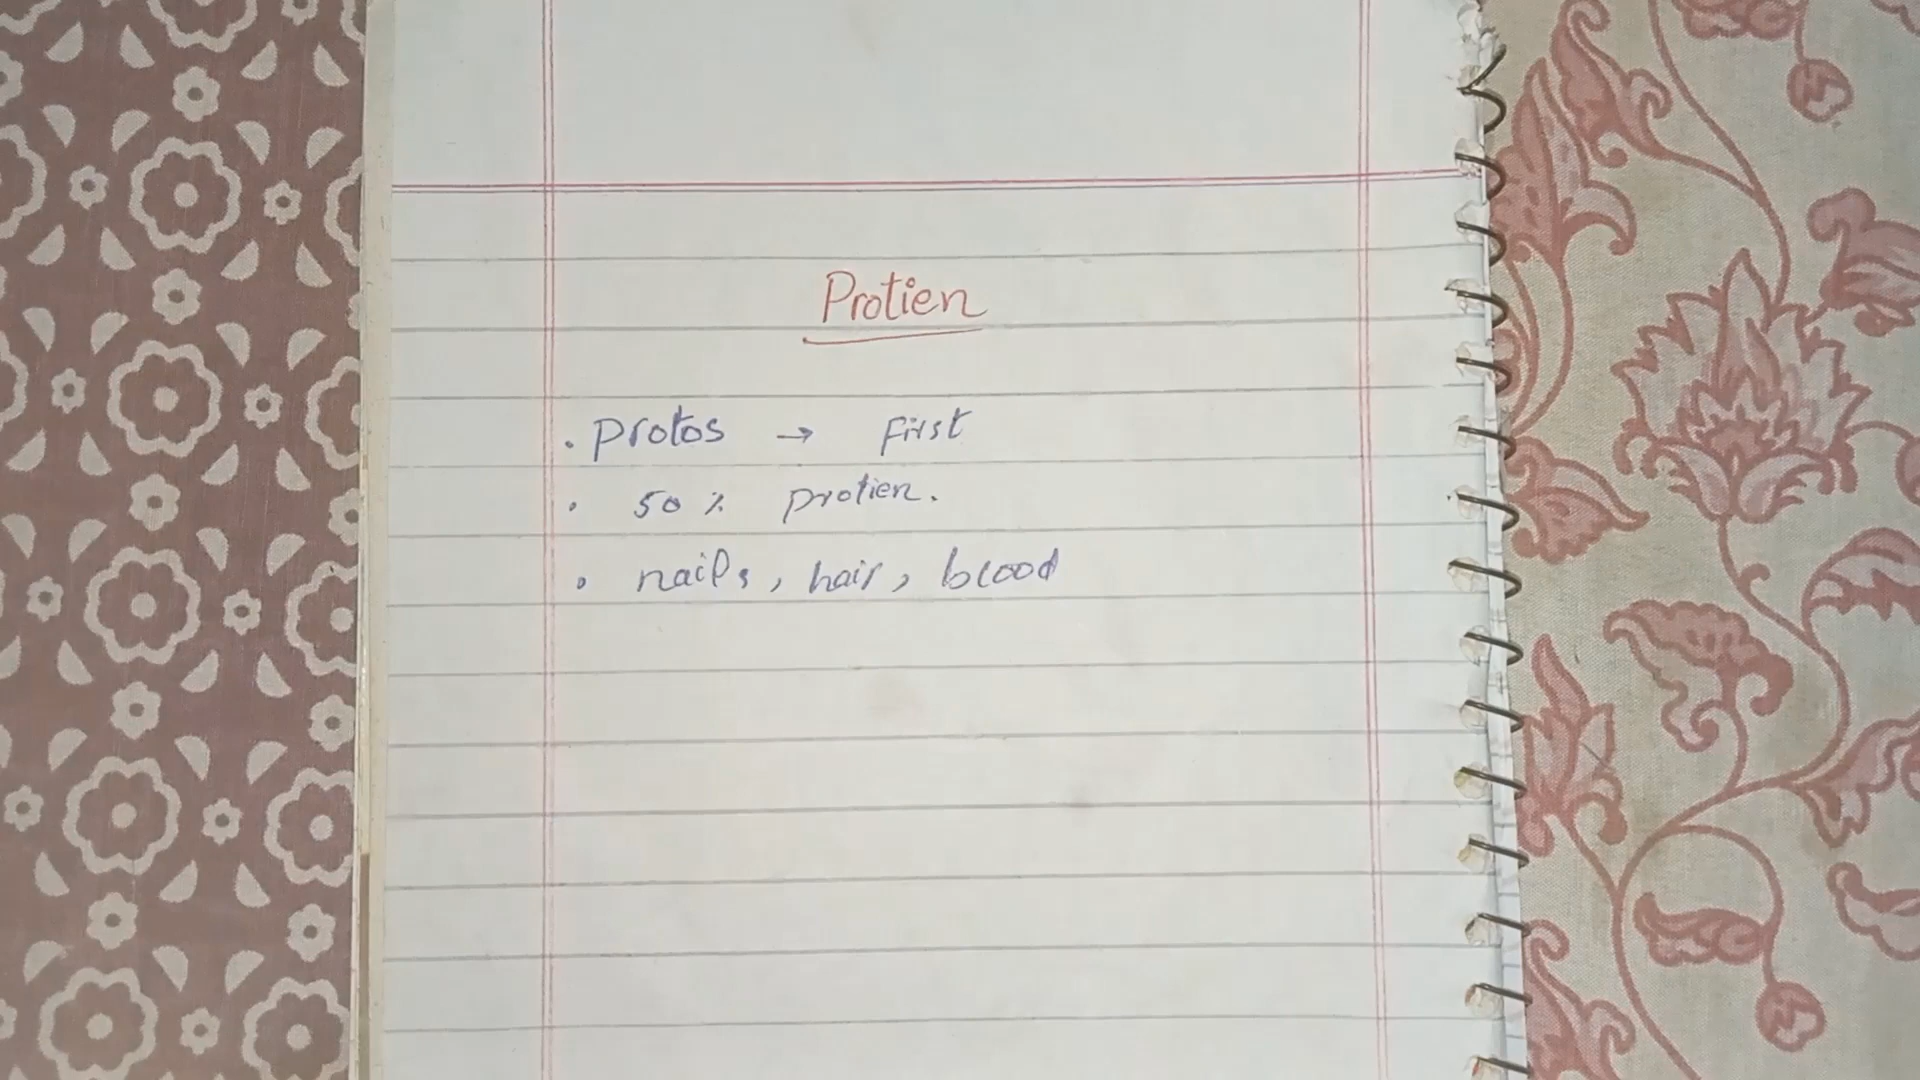 Protien
. Protos → First
. 50 % protien.
. nails, hair, blood